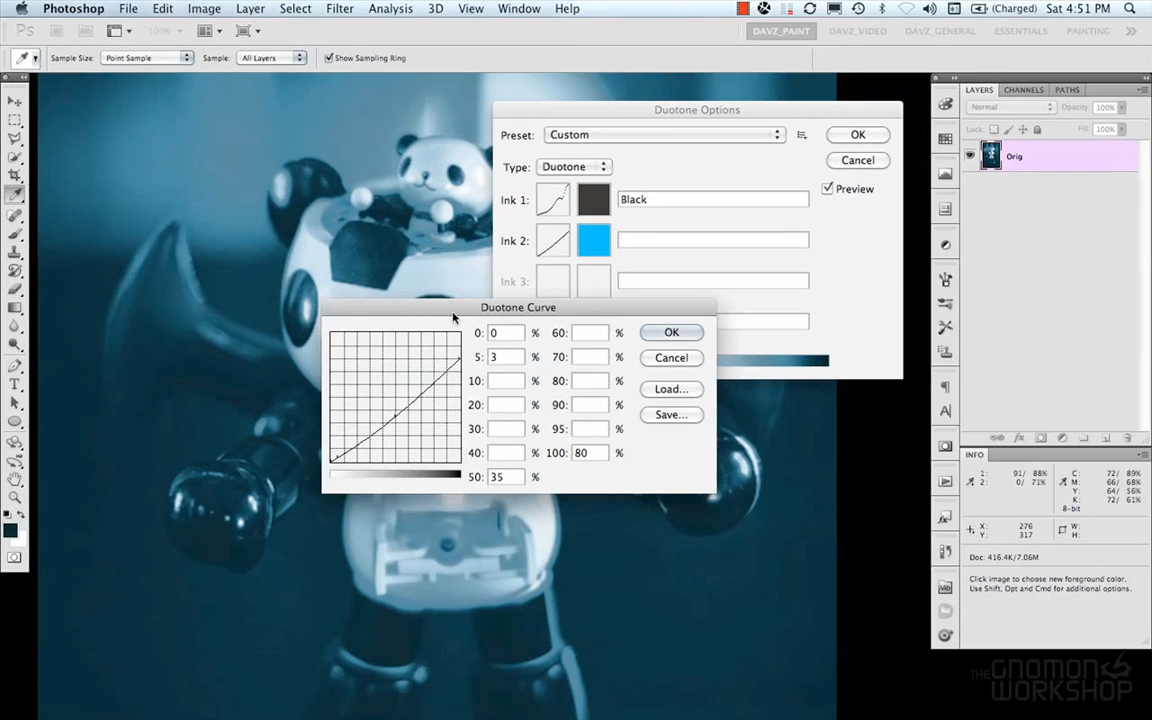 Photoshop File Edit Image Layer Select Filter Analysis 3D View Window Help (Charged) Sat 4:51 PM
100% DAVZ_PAINT DAVZ_VIDEO DAVZ_GENERAL ESSENTIALS PAINTING
Sample Size: Point Sample Sample: All Layers Show Sampling Ring
LAYERS CHANNELS PATHS
Normal Opacity: 100%
Lock: Fill: 100%
Orig
Duotone Options
Preset: Custom OK
Type: Duotone Cancel
Preview
Ink 1: Black
Ink 2:
Ink 3:
Duotone Curve
0: 0 % 60: % OK
5: 3 % 70: % Cancel
10: % 80: %
20: % 90: % Load...
30: % 95: % Save...
40: % 100: 80 %
50: 35 %
INFO
1: 91/ 88% C: 72/ 89%
2: 0/ 71% M: 66/ 68%
Y: 64/ 56%
K: 72/ 61%
8-bit
X: 276 W:
Y: 317 H:
Doc: 416.4K/7.06M
Click image to choose new foreground color.
Use Shift, Opt and Cmd for additional options.
THE GNOMON
WORKSHOP